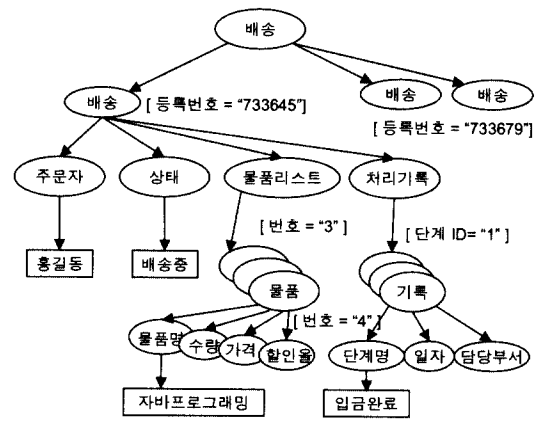 배송
배송
[ 등록번호 = "733645"]
배송
배송
[ 등록번호 ="733679"]
주문자
상태
물품리스트
처리기록
[ 번호 = "3" ]
[ 단계 ID= "1" ]
홍길동
배송중
물품
기록
[ 번호 = "4" ]
물품명
수량
가격
할인율
단계명
일자
담당부서
자바프로그래밍
입금완료